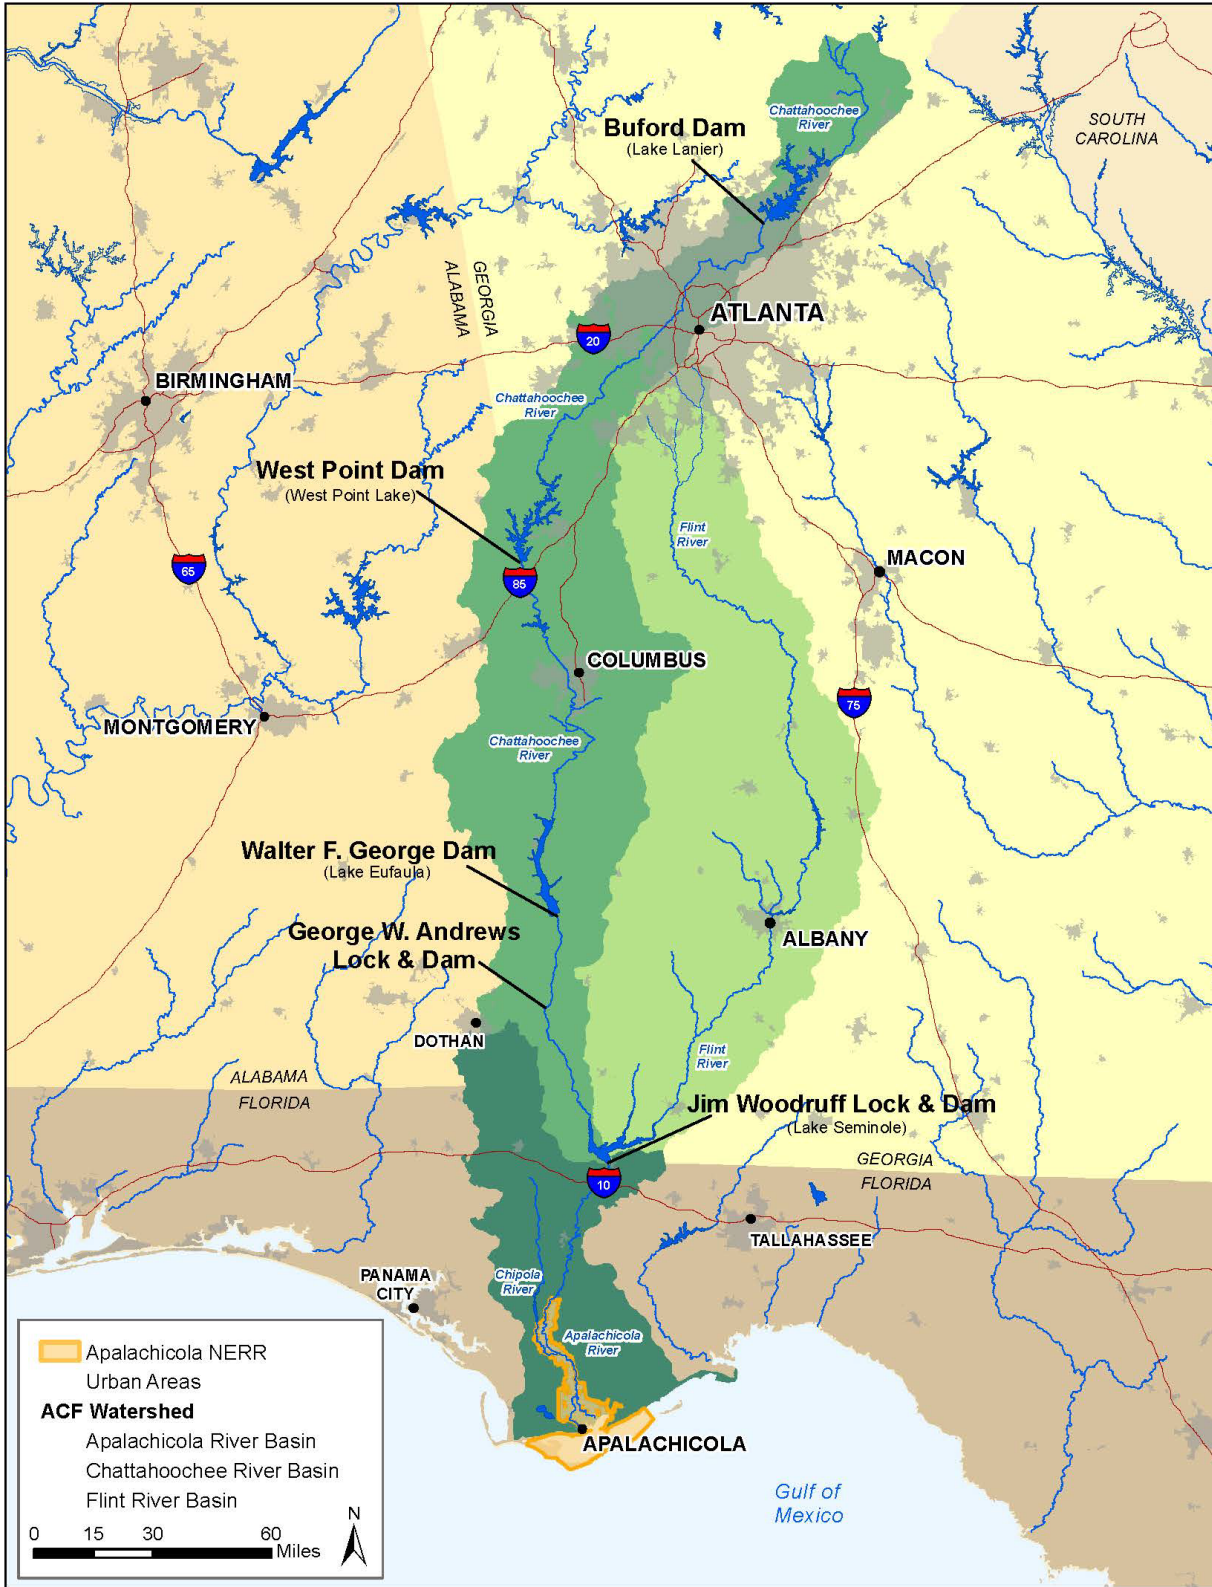 Chattahoochee
River
Buford Dam
(Lake Lanier)
SOUTH
CAROLINA
GEORGIA
ALABAMA
ATLANTA
20
BIRMINGHAM
Chattahoochee
River
West Point Dam
(West Point Lake)
Flint
River
MACON
65
85
COLUMBUS
75
MONTGOMERY
Chattahoochee
River
Walter F. George Dam
(Lake Eufaula)
George W. Andrews
Lock & Dam
ALBANY
DOTHAN
Flint
River
ALABAMA
FLORIDA
Jim Woodruff Lock & Dam
(Lake Seminole)
GEORGIA
FLORIDA
10
TALLAHASSEE
PANAMA
CITY
Chipola
River
Apalachicola
River
APALACHICOLA
Gulf of
Mexico
Apalachicola NERR
Urban Areas
ACF Watershed
Apalachicola River Basin
Chattahoochee River Basin
Flint River Basin
N
0 15 30 60
Miles